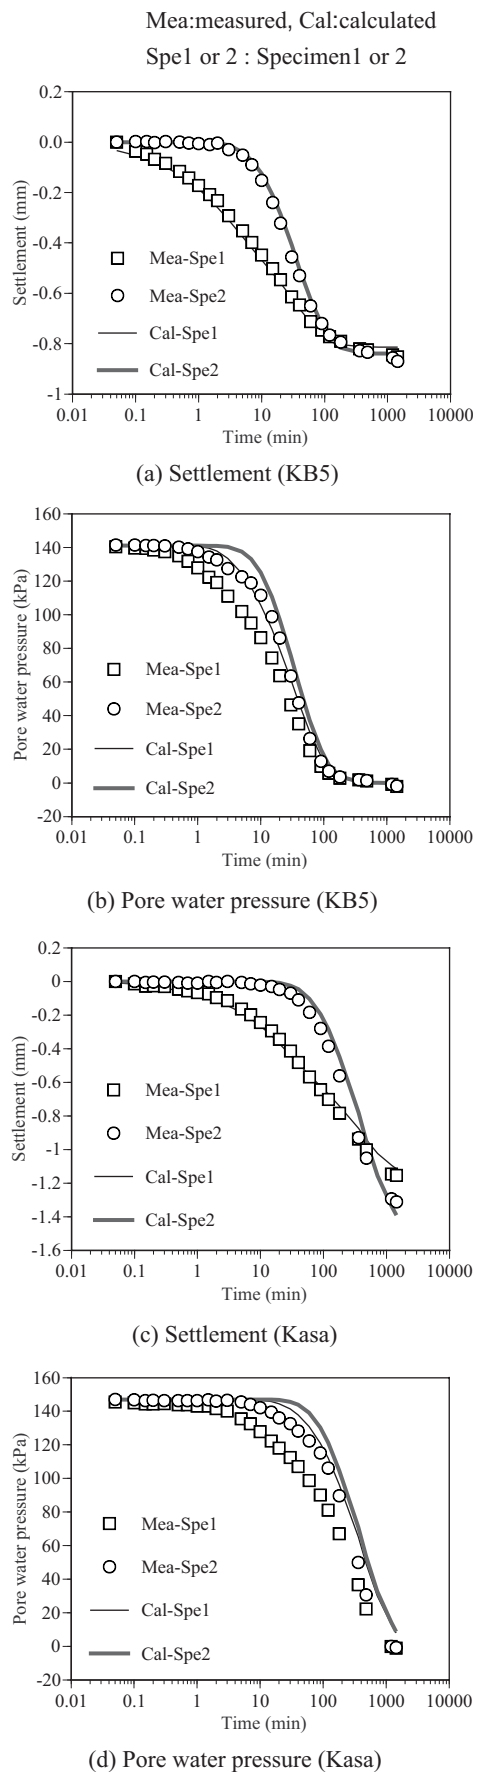 Mea:measured, Cal:calculated
Spe1 or 2 : Specimen1 or 2
0.2
0.0
-0.2
-0.4
-0.6
-0.8
-1
Settlement (mm)
Mea-Spe1
Mea-Spe2
Cal-Spe1
Cal-Spe2
0.01 0.1 1 10 100 1000 10000
Time (min)
(a) Settlement (KB5)
160
140
120
100
80
60
40
20
0
-20
Pore water pressure (kPa)
Mea-Spe1
Mea-Spe2
Cal-Spe1
Cal-Spe2
0.01 0.1 1 10 100 1000 10000
Time (min)
(b) Pore water pressure (KB5)
0.2
0
-0.2
-0.4
-0.6
-0.8
-1
-1.2
-1.4
-1.6
Settlement (mm)
Mea-Spe1
Mea-Spe2
Cal-Spe1
Cal-Spe2
0.01 0.1 1 10 100 1000 10000
Time (min)
(c) Settlement (Kasa)
160
140
120
100
80
60
40
20
0
-20
Pore water pressure (kPa)
Mea-Spe1
Mea-Spe2
Cal-Spe1
Cal-Spe2
0.01 0.1 1 10 100 1000 10000
Time (min)
(d) Pore water pressure (Kasa)